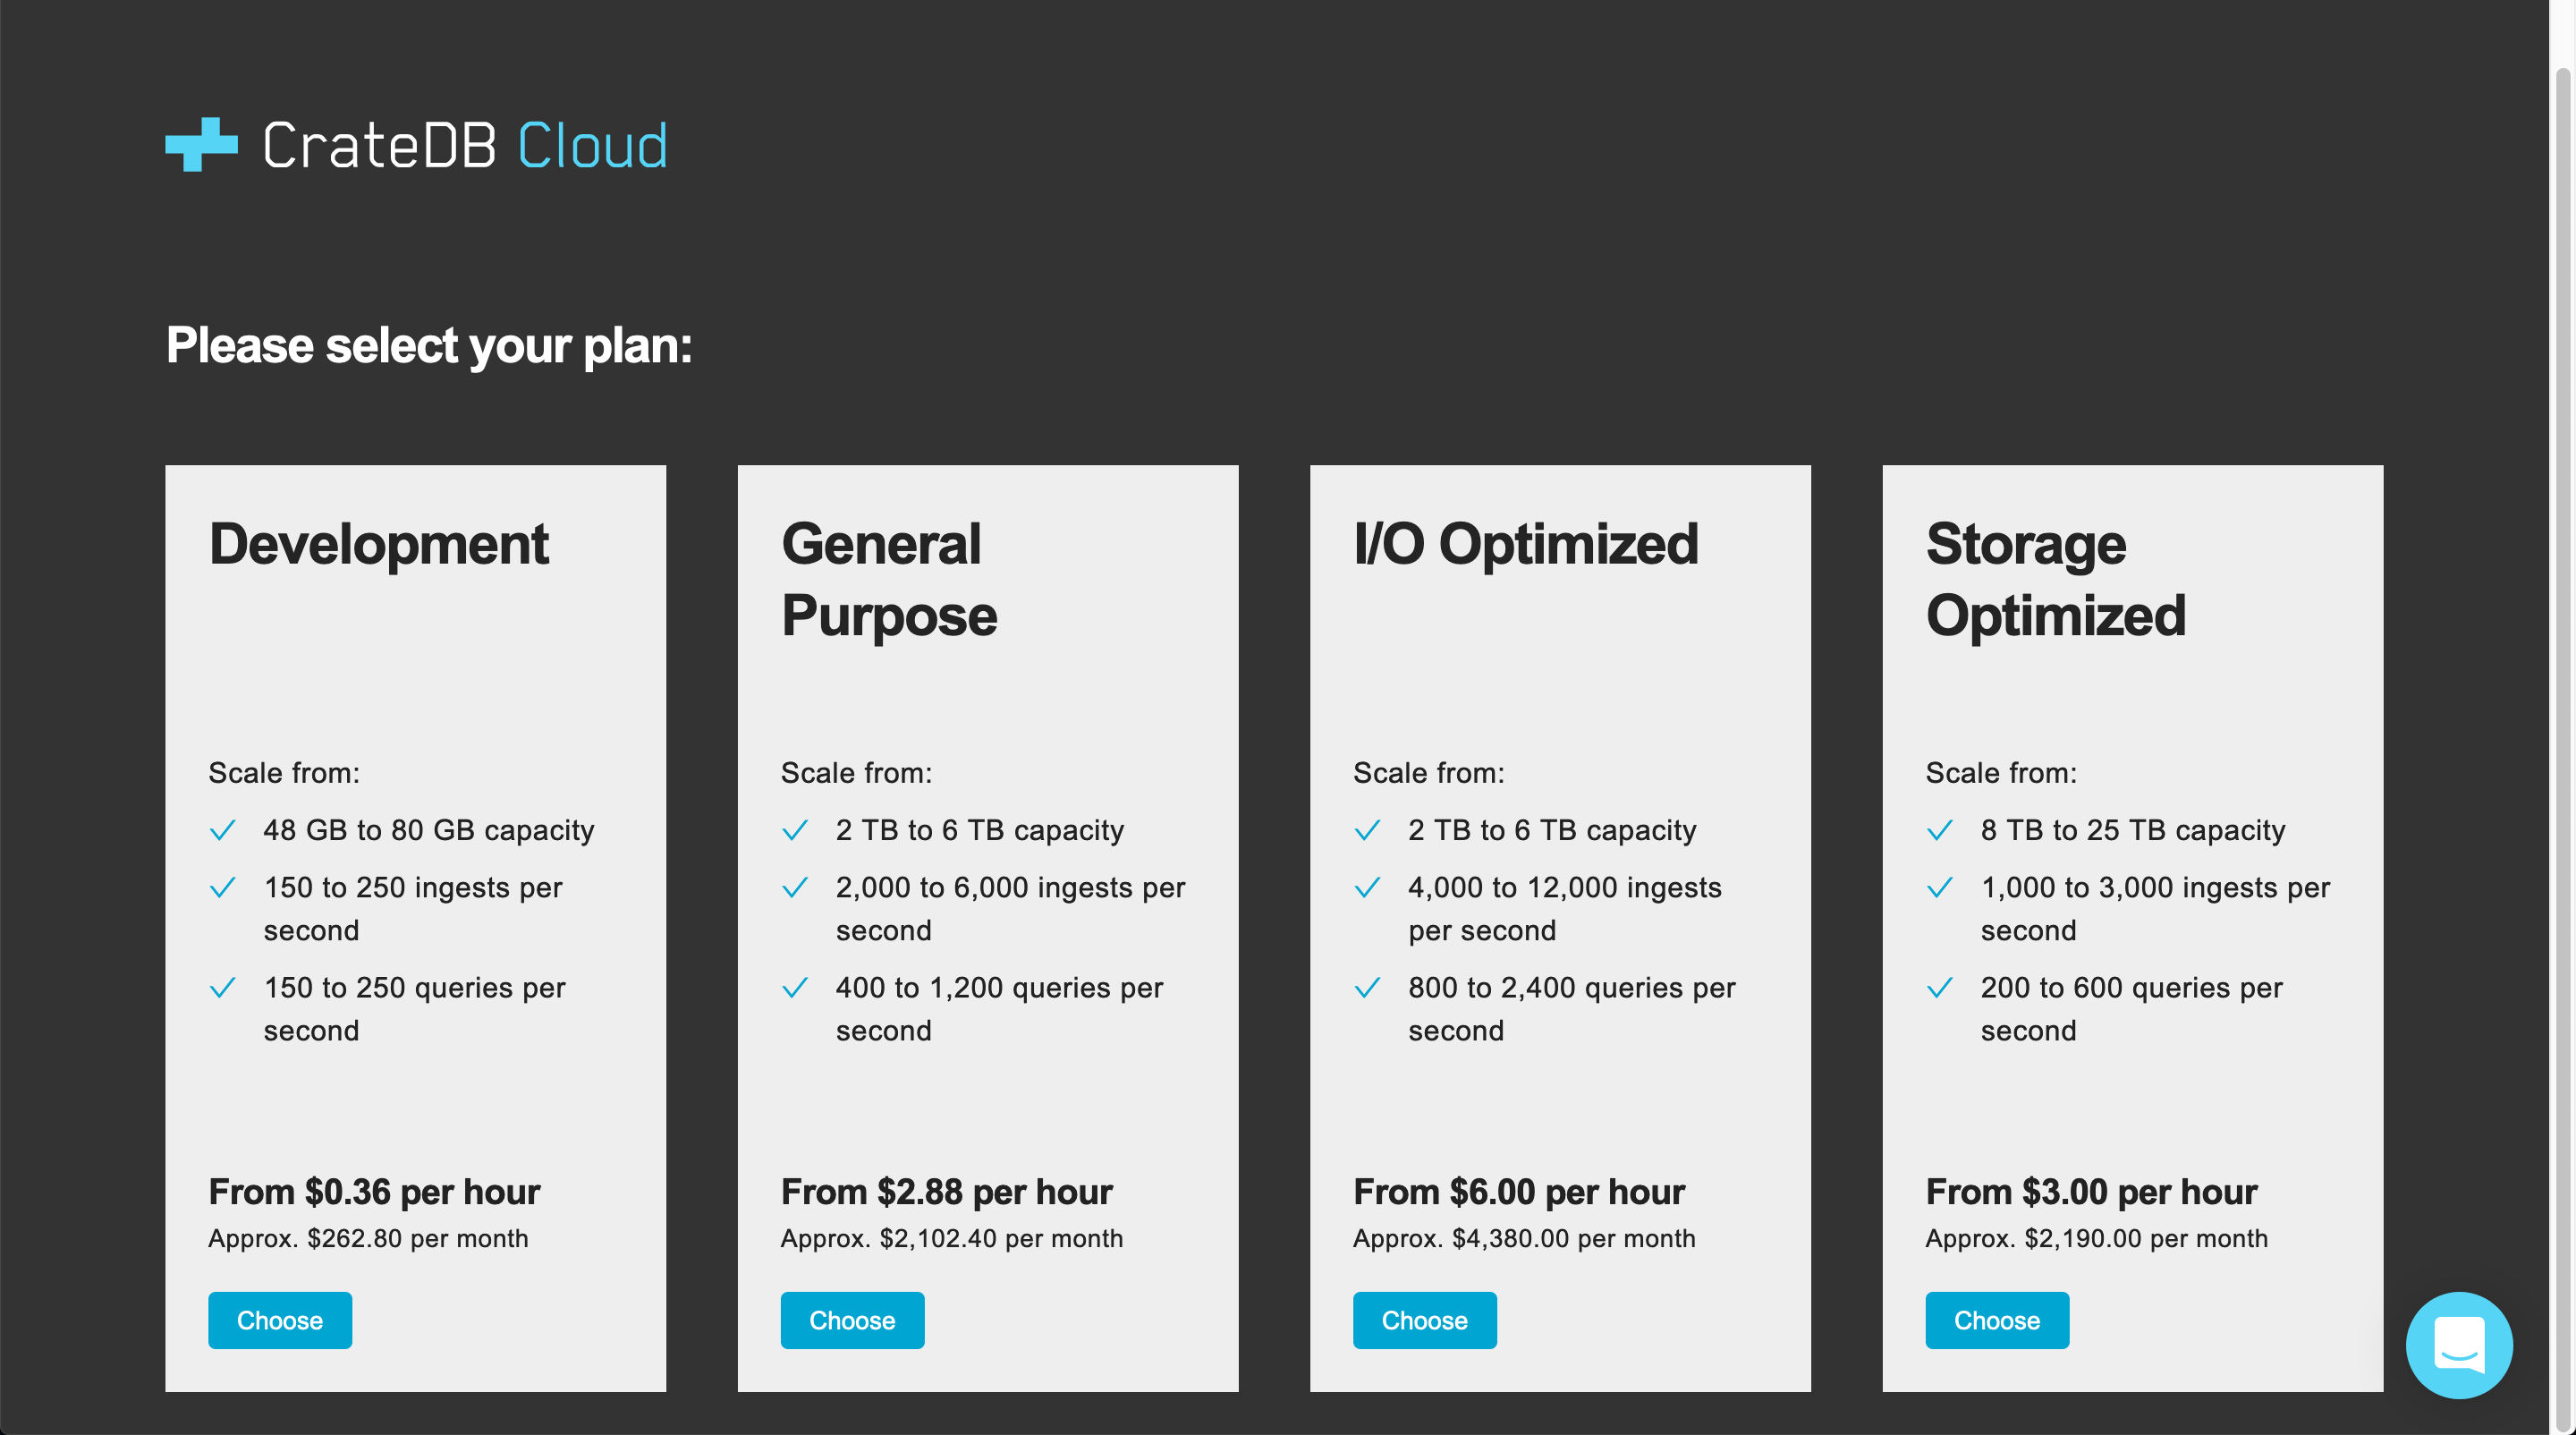 CrateDB Cloud
Please select your plan:
Development
Scale from:
48 GB to 80 GB capacity
150 to 250 ingests per
second
150 to 250 queries per
second
From $0.36 per hour
Approx. $262.80 per month
Choose
General
Purpose
Scale from:
2 TB to 6 TB capacity
2,000 to 6,000 ingests per
second
400 to 1,200 queries per
second
From $2.88 per hour
Approx. $2,102.40 per month
Choose
I/O Optimized
Scale from:
2 TB to 6 TB capacity
4,000 to 12,000 ingests
per second
800 to 2,400 queries per
second
From $6.00 per hour
Approx. $4,380.00 per month
Choose
Storage
Optimized
Scale from:
8 TB to 25 TB capacity
1,000 to 3,000 ingests per
second
200 to 600 queries per
second
From $3.00 per hour
Approx. $2,190.00 per month
Choose